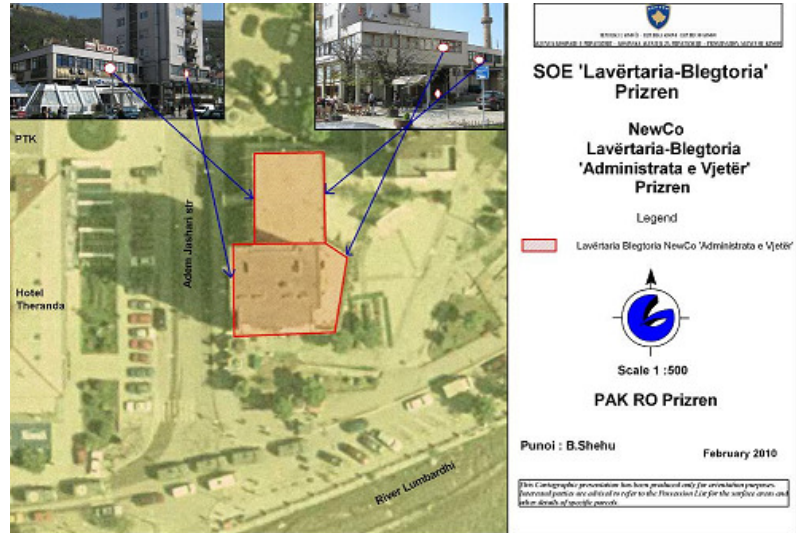 PTK
Adem Jashari str
Hotel
Theranda
River Lumbardhi
SOE 'Lavërtaria-Blegtoria'
Prizren
NewCo
Lavërtaria-Blegtoria
'Administrata e Vjetër'
Prizren
Legend
Lavërtaria Blegtoria NewCo 'Administrata e Vjetër'
Scale 1 :500
PAK RO Prizren
Punoi : B.Shehu
February 2010
This Cartographic presentation has been produced only for orientation purposes.
Interested parties are advised to refer to the Possession List for the surface areas and
other details of specific parcels.